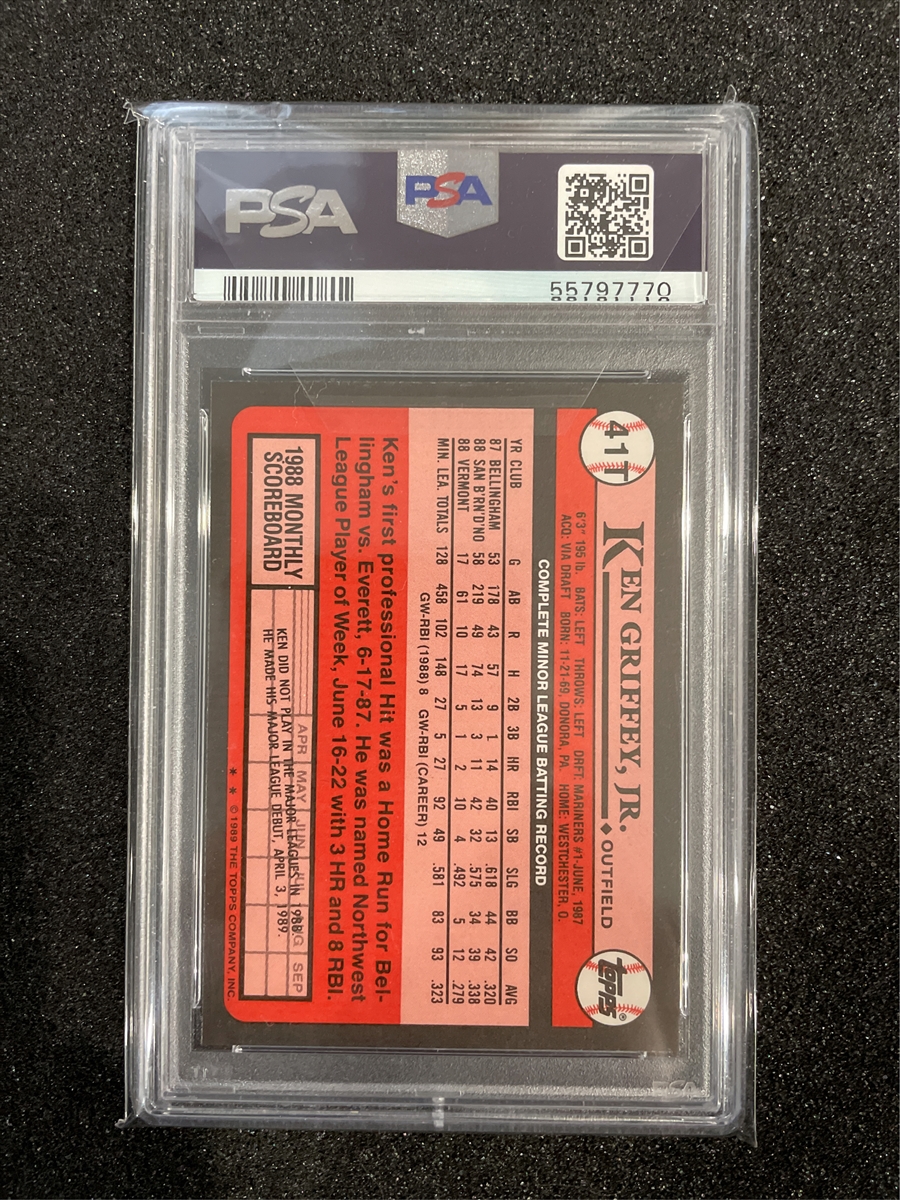 PSA
PSA
55797770
41T
KEN GRIFFEY, JR. ◆ OUTFIELD
topps®
6'3" 195 lb. BATS: LEFT THROWS: LEFT DRFT: MARINERS #1-JUNE, 1987
ACQ: VIA DRAFT BORN: 11-21-69, DONORA, PA. HOME: WESTCHESTER, O.
COMPLETE MINOR LEAGUE BATTING RECORD
YR CLUB G AB R H 2B 3B HR RBI SB SLG BB SO AVG
87 BELLINGHAM 53 178 43 57 9 1 14 40 13 .618 44 42 .320
88 SAN B'RN'D'NO 58 219 49 74 13 3 11 42 32 .575 34 39 .338
88 VERMONT 17 61 10 17 5 1 2 10 4 .492 5 12 .279
MIN. LEA. TOTALS 128 458 102 148 27 5 27 92 49 .581 83 93 .323
GW-RBI (1988) 8 GW-RBI (CAREER) 12
Ken's first professional Hit was a Home Run for Bel-
lingham vs. Everett, 6-17-87. He was named Northwest
League Player of Week, June 16-22 with 3 HR and 8 RBI.
1988 MONTHLY
SCOREBOARD
APR MAY JUN JUL AUG SEP
KEN DID NOT PLAY IN THE MAJOR LEAGUES IN 1988.
HE MADE HIS MAJOR LEAGUE DEBUT, APRIL 3, 1989.
* * © 1989 THE TOPPS COMPANY, INC.
PSA